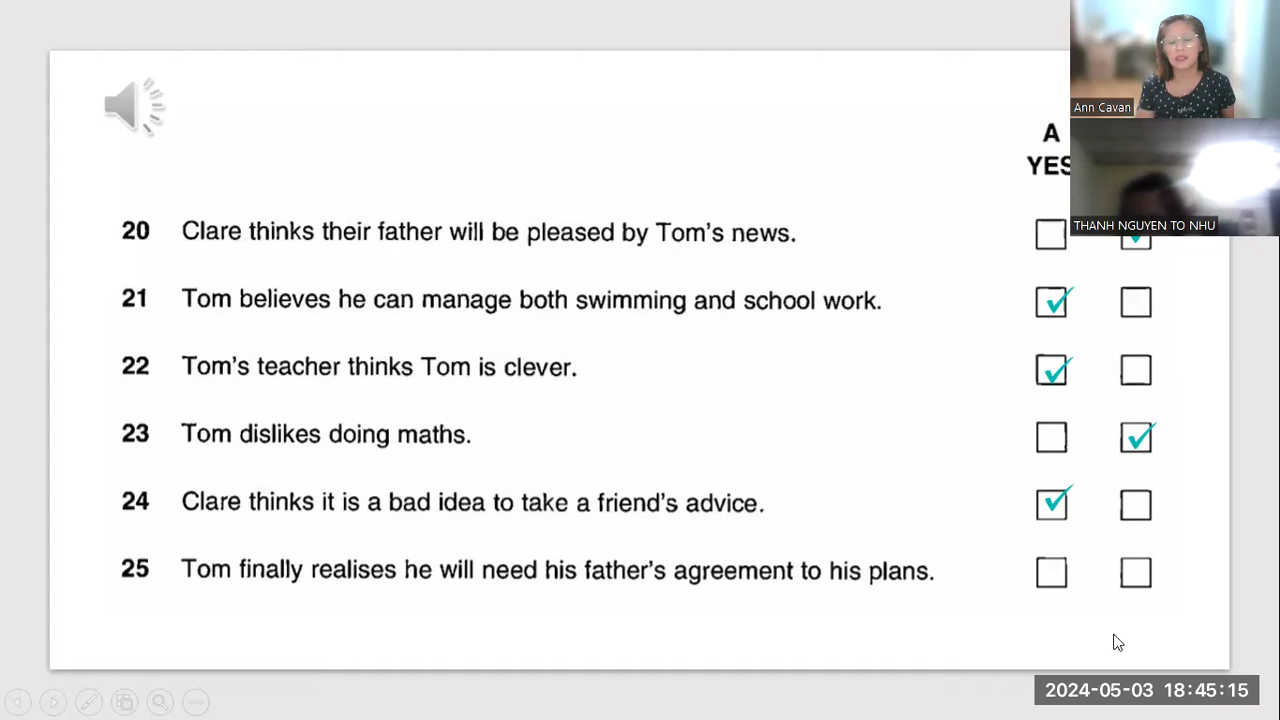 A
YES
Ann Cavan
THANH NGUYEN TO NHU
20 Clare thinks their father will be pleased by Tom's news.
21 Tom believes he can manage both swimming and school work.
22 Tom's teacher thinks Tom is clever.
23 Tom dislikes doing maths.
24 Clare thinks it is a bad idea to take a friend's advice.
25 Tom finally realises he will need his father's agreement to his plans.
2024-05-03 18:45:15